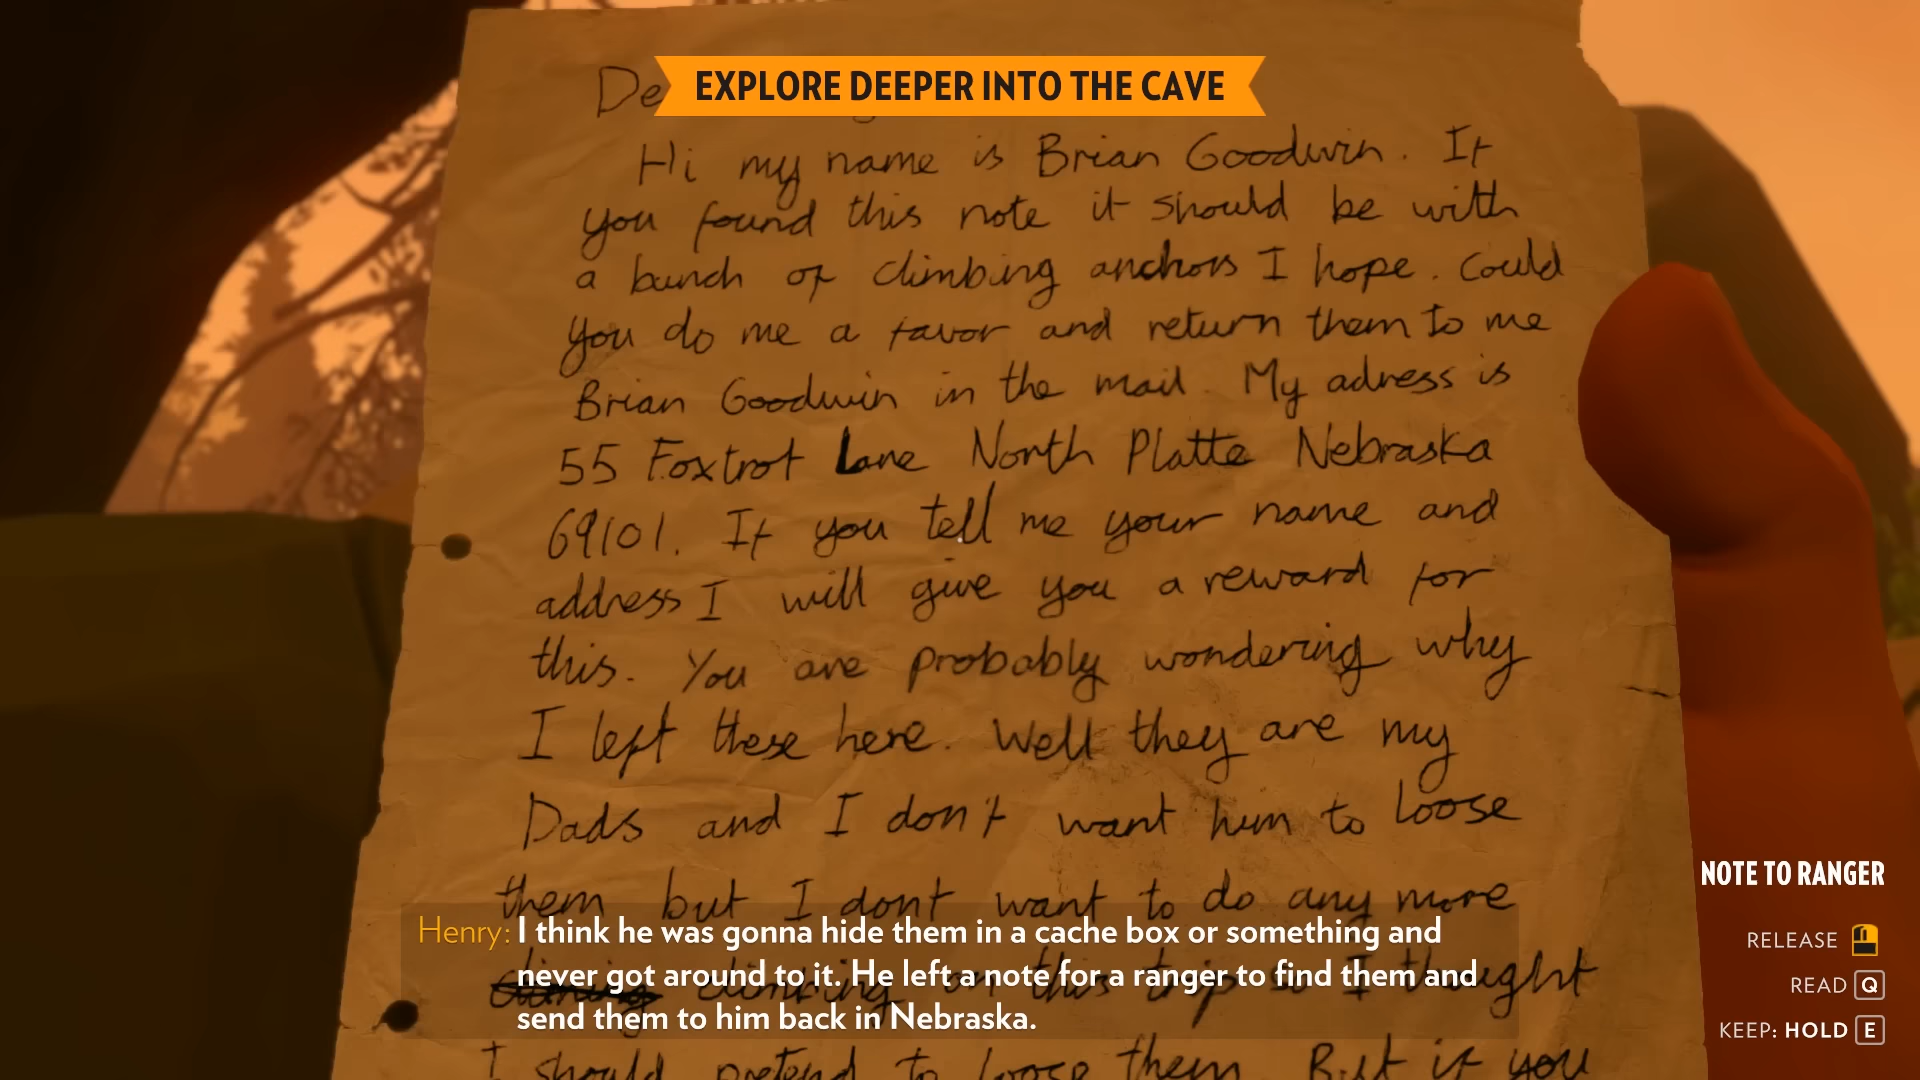 EXPLORE DEEPER INTO THE CAVE
De
Hi my name is Brian Goodwin. If
you found this note it should be with
a bunch of climbing anchors I hope. Could
you do me a favor and return them to me
Brian Goodwin in the mail. My adress is
55 Foxtrot Lane North Platte Nebraska
69101. If you tell me your name and
address I will give you a reward for
this. You are probably wondering why
I left these here. Well they are my
Dads and I don't want him to loose
them but I dont want to do any more
climbing on this trip so I thought
I should pretend to loose them. But if you
Henry: I think he was gonna hide them in a cache box or something and
never got around to it. He left a note for a ranger to find them and
send them to him back in Nebraska.
NOTE TO RANGER
RELEASE
READ Q
KEEP: HOLD E